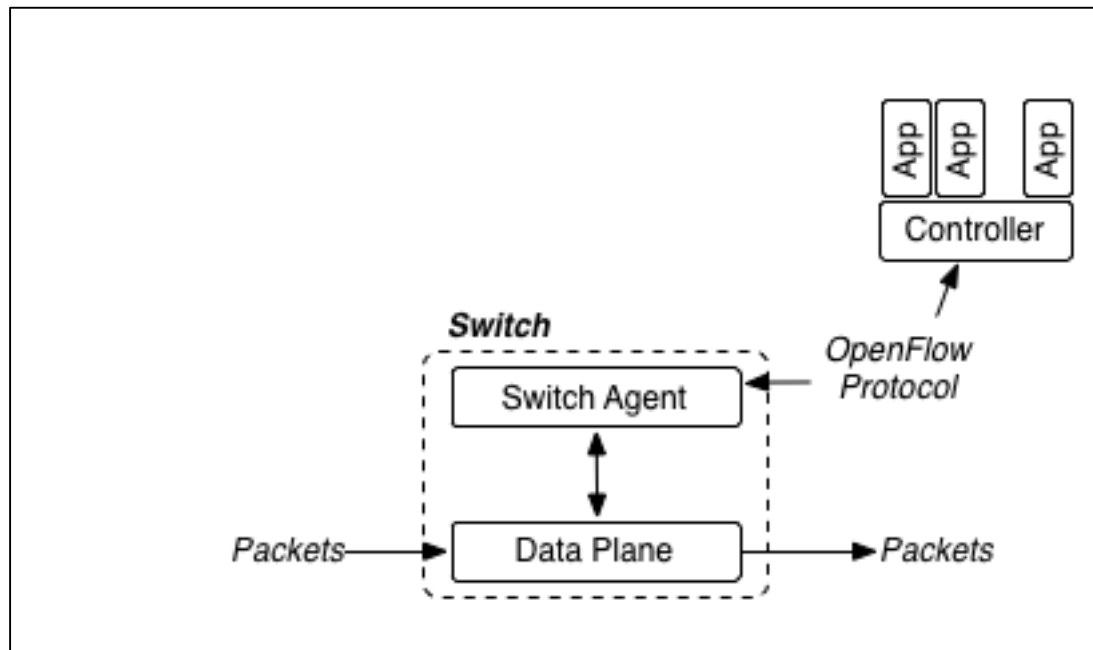 App
App
App
Controller
Switch
OpenFlow
Protocol
Switch Agent
Packets
Data Plane
Packets